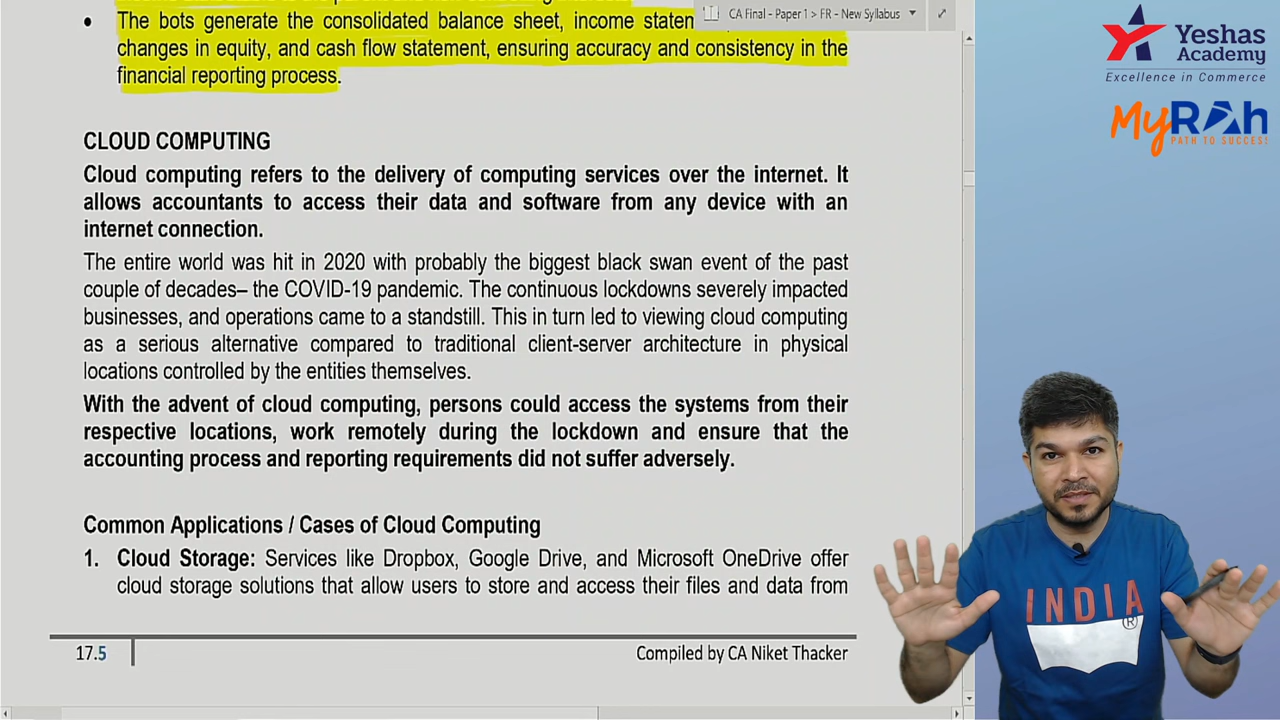 The bots generate the consolidated balance sheet, income staten
CA Final - Paper 1 > FR - New Syllabus
changes in equity, and cash flow statement, ensuring accuracy and consistency in the
financial reporting process.
CLOUD COMPUTING
Cloud computing refers to the delivery of computing services over the internet. It
allows accountants to access their data and software from any device with an
internet connection.
The entire world was hit in 2020 with probably the biggest black swan event of the past
couple of decades– the COVID-19 pandemic. The continuous lockdowns severely impacted
businesses, and operations came to a standstill. This in turn led to viewing cloud computing
as a serious alternative compared to traditional client-server architecture in physical
locations controlled by the entities themselves.
With the advent of cloud computing, persons could access the systems from their
respective locations, work remotely during the lockdown and ensure that the
accounting process and reporting requirements did not suffer adversely.
Common Applications / Cases of Cloud Computing
1. Cloud Storage: Services like Dropbox, Google Drive, and Microsoft OneDrive offer
cloud storage solutions that allow users to store and access their files and data from
17.5
Compiled by CA Niket Thacker
Yeshas
Academy
Excellence in Commerce
MyRAh
PATH TO SUCCESS!
INDIA
®